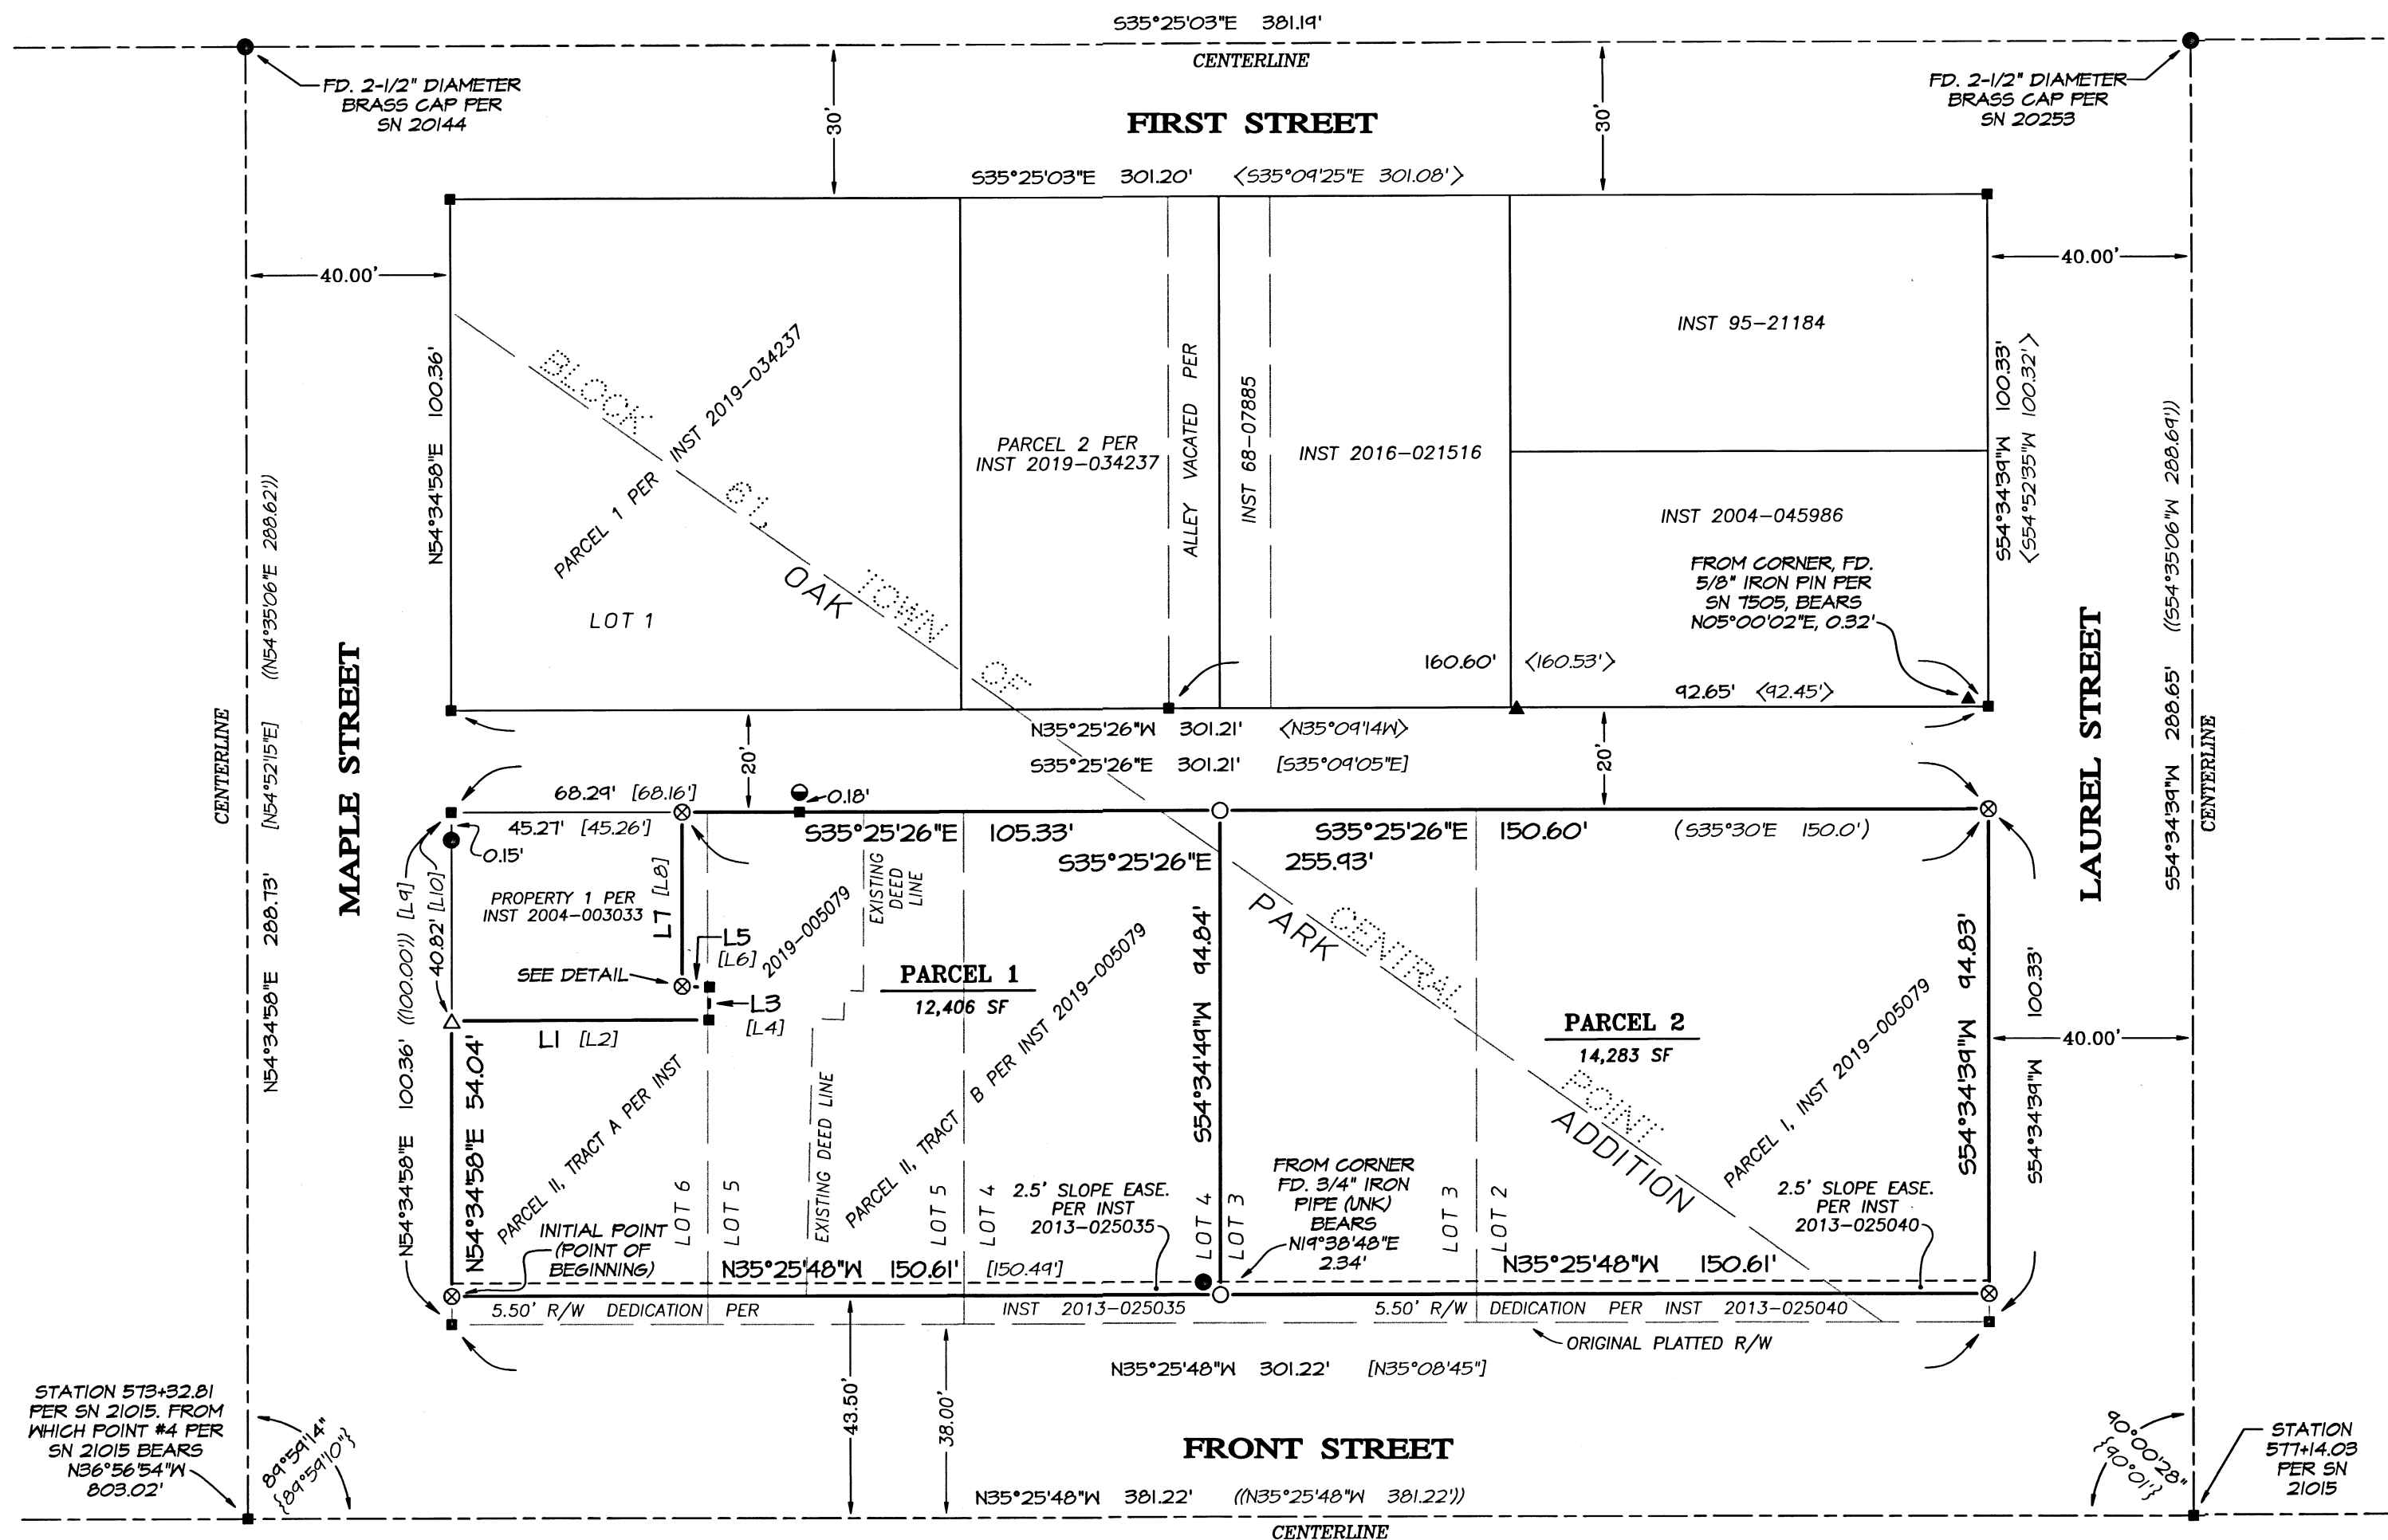 S35°25'03"E 381.19'
CENTERLINE
FD. 2-1/2" DIAMETER
BRASS CAP PER
SN 20144
FD. 2-1/2" DIAMETER
BRASS CAP PER
SN 20253
30'
30'
FIRST STREET
S35°25'03"E 301.20' <S35°09'25"E 301.08'>
40.00'
40.00'
N54°34'58"E 100.36'
BLOCK 61, TOWN OF
OAK PARK ADDITION
CENTRAL POINT
PARCEL 1 PER INST 2019-034237
LOT 1
PARCEL 2 PER
INST 2019-034237
ALLEY VACATED PER
INST 68-07885
INST 2016-021516
INST 95-21184
INST 2004-045986
FROM CORNER, FD.
5/8" IRON PIN PER
SN 7505, BEARS
N05°00'02"E, 0.32'
S54°34'39"W 100.33'
<S54°52'35"W 100.32'>
160.60' <160.53'>
92.65' <92.45'>
N35°25'26"W 301.21' <N35°09'14W>
S35°25'26"E 301.21' [S35°09'05"E]
20'
20'
MAPLE STREET
CENTERLINE
N54°34'58"E 288.73' [N54°52'15"E] ((N54°35'06"E 288.62'))
LAUREL STREET
CENTERLINE
S54°34'39"W 288.65' ((S54°35'06"W 288.69'))
68.29' [68.16']
0.18'
45.27' [45.26']
0.15'
S35°25'26"E 105.33'
S35°25'26"E 150.60' (S35°30'E 150.0')
S35°25'26"E 255.93'
PROPERTY 1 PER
INST 2004-003033
L7 [L8]
L5
[L6]
SEE DETAIL
L3
[L4]
L1 [L2]
40.82' [L10]
N54°34'58"E 100.36' ((100.00')) [L9]
N54°34'58"E 54.04'
EXISTING
DEED
LINE
EXISTING DEED LINE
PARCEL II, TRACT A PER INST 2019-005079
PARCEL II, TRACT B PER INST 2019-005079
PARCEL 1
12,406 SF
S54°34'49"W 94.84'
PARCEL 2
14,283 SF
PARCEL I, INST 2019-005079
S54°34'39"W 94.83'
S54°34'39"W 100.33'
40.00'
INITIAL POINT
(POINT OF
BEGINNING)
LOT 6
LOT 5
LOT 5
LOT 4
LOT 4
LOT 3
LOT 3
LOT 2
2.5' SLOPE EASE.
PER INST
2013-025035
FROM CORNER
FD. 3/4" IRON
PIPE (UNK)
BEARS
N19°38'48"E
2.34'
2.5' SLOPE EASE.
PER INST
2013-025040
N35°25'48"W 150.61' [150.49']
N35°25'48"W 150.61'
5.50' R/W DEDICATION PER INST 2013-025035
5.50' R/W DEDICATION PER INST 2013-025040
ORIGINAL PLATTED R/W
N35°25'48"W 301.22' [N35°08'45"]
43.50'
38.00'
FRONT STREET
STATION 573+32.81
PER SN 21015. FROM
WHICH POINT #4 PER
SN 21015 BEARS
N36°56'54"W
803.02'
89°59'14"
{89°59'10"}
90°00'28"
{90°01'}
STATION
577+14.03
PER SN
21015
N35°25'48"W 381.22' ((N35°25'48"W 381.22'))
CENTERLINE